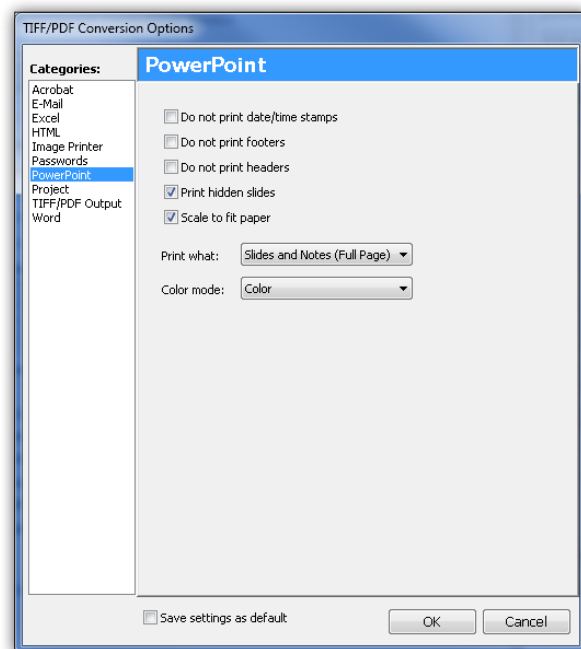 TIFF/PDF Conversion Options
Categories:
Acrobat
E-Mail
Excel
HTML
Image Printer
Passwords
PowerPoint
Project
TIFF/PDF Output
Word
PowerPoint
Do not print date/time stamps
Do not print footers
Do not print headers
Print hidden slides
Scale to fit paper
Print what: Slides and Notes (Full Page)
Color mode: Color
Save settings as default
OK Cancel